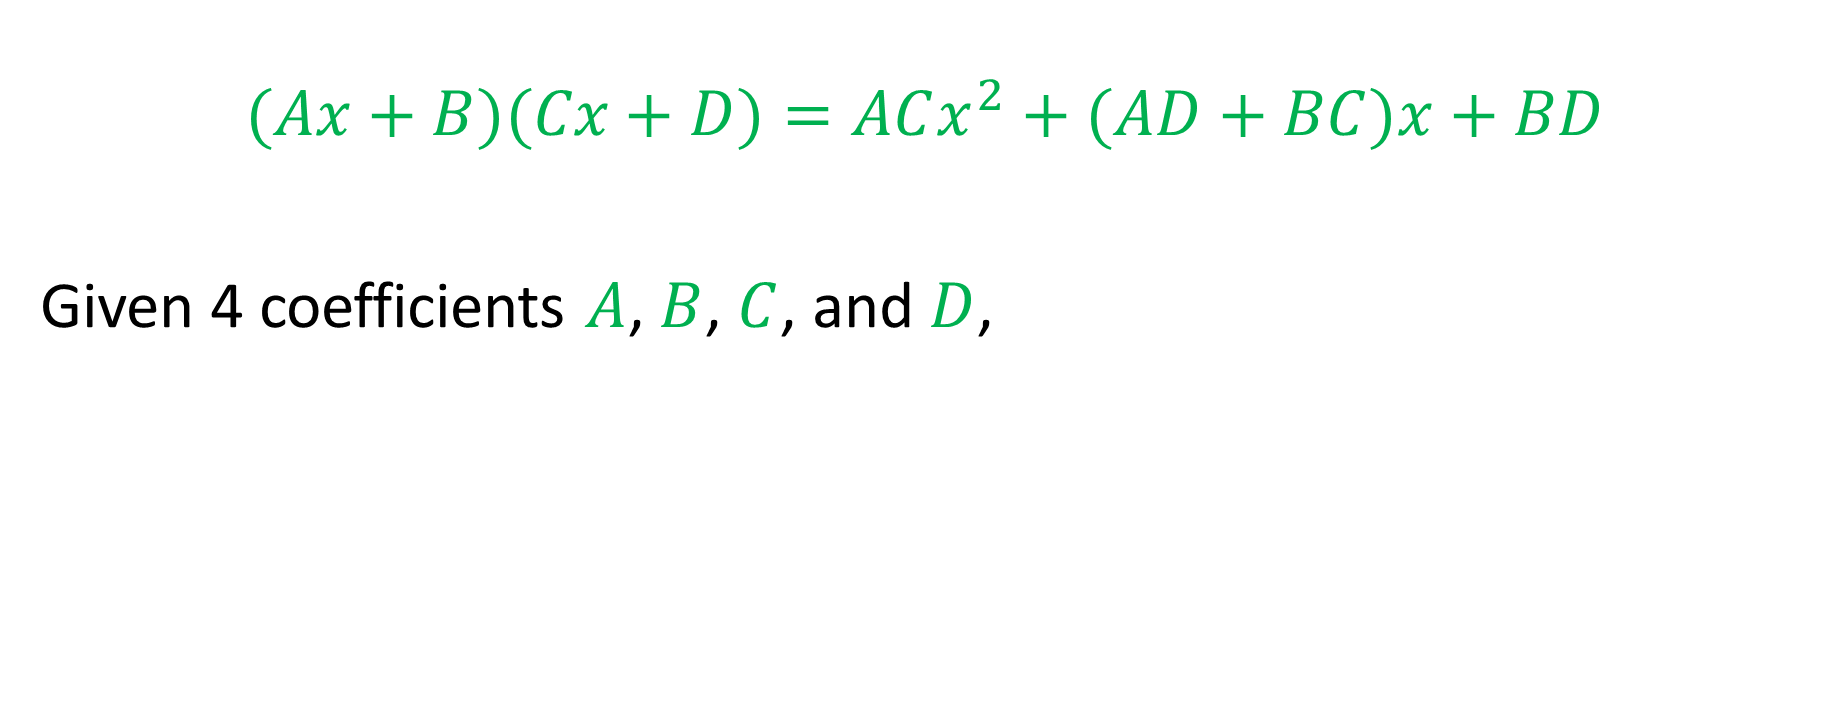 (Ax + B)(Cx + D) = ACx² + (AD + BC)x + BD
Given 4 coefficients A, B, C, and D,